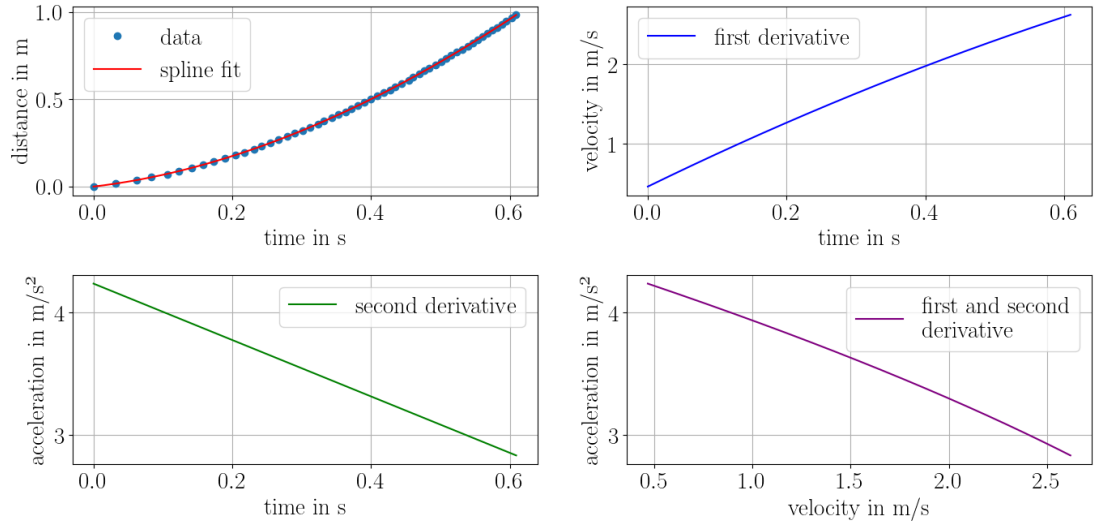 distance in m
1.0
0.5
0.0
data
spline fit
0.0 0.2 0.4 0.6
time in s
velocity in m/s
2
1
first derivative
0.0 0.2 0.4 0.6
time in s
acceleration in m/s²
4
3
second derivative
0.0 0.2 0.4 0.6
time in s
acceleration in m/s²
4
3
first and second
derivative
0.5 1.0 1.5 2.0 2.5
velocity in m/s